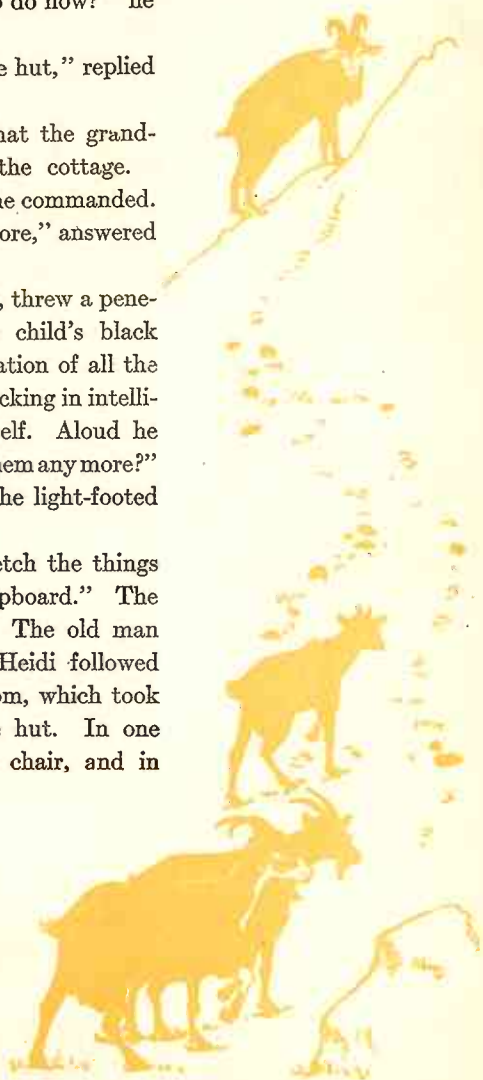 do now?" he
e hut," replied
hat the grand-
the cottage.
he commanded.
ore," answered
, threw a pene-
child's black
ation of all the
cking in intelli-
elf. Aloud he
hem any more?"
he light-footed
etch the things
pboard." The
The old man
Heidi followed
om, which took
hut. In one
chair, and in